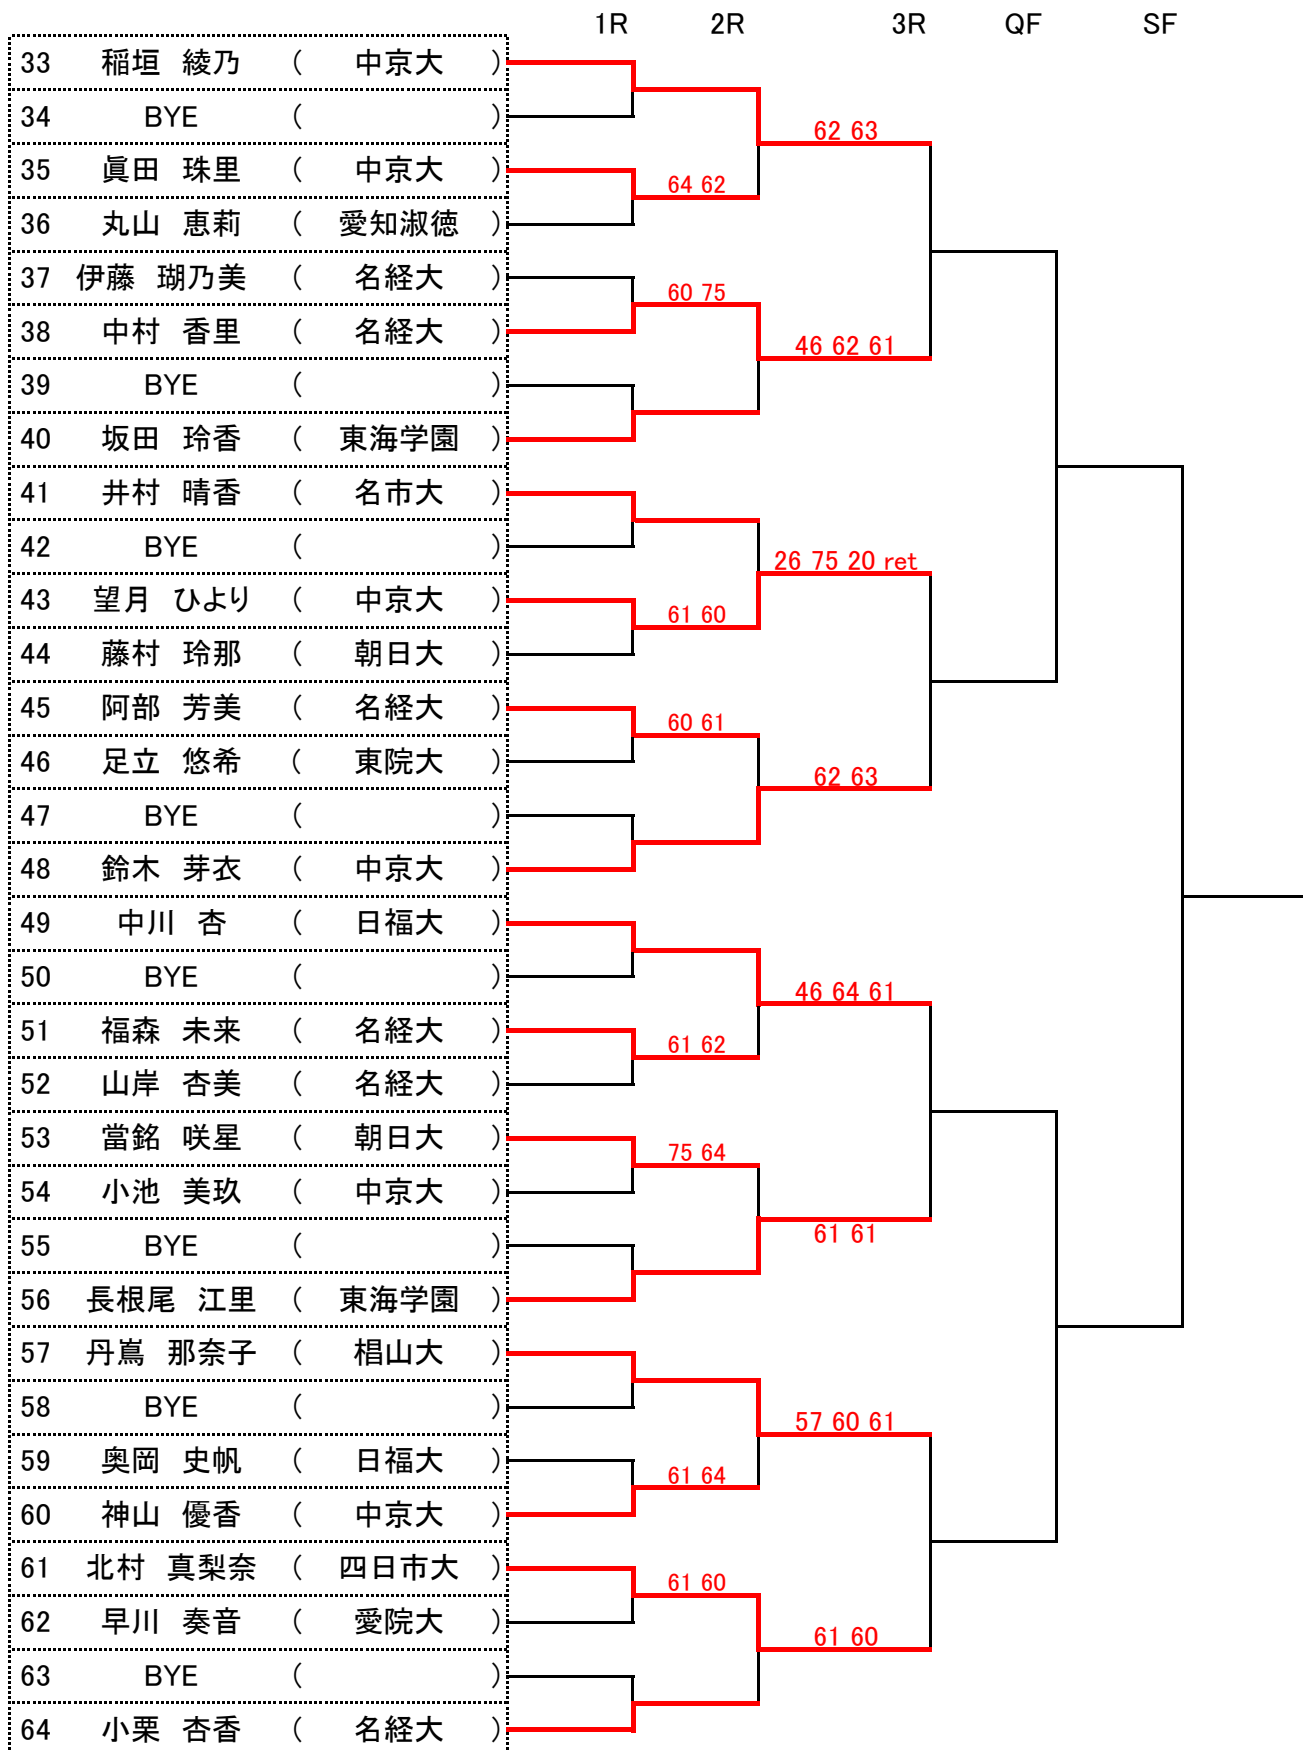 1R 2R 3R QF SF
33 稲垣 綾乃 ( 中京大 )
34 BYE ( )
62 63
35 眞田 珠里 ( 中京大 )
64 62
36 丸山 恵莉 ( 愛知淑徳 )
37 伊藤 瑚乃美 ( 名経大 )
60 75
38 中村 香里 ( 名経大 )
46 62 61
39 BYE ( )
40 坂田 玲香 ( 東海学園 )
41 井村 晴香 ( 名市大 )
42 BYE ( )
26 75 20 ret
43 望月 ひより ( 中京大 )
61 60
44 藤村 玲那 ( 朝日大 )
45 阿部 芳美 ( 名経大 )
60 61
46 足立 悠希 ( 東院大 )
62 63
47 BYE ( )
48 鈴木 芽衣 ( 中京大 )
49 中川 杏 ( 日福大 )
50 BYE ( )
46 64 61
51 福森 未来 ( 名経大 )
61 62
52 山岸 杏美 ( 名経大 )
53 當銘 咲星 ( 朝日大 )
75 64
54 小池 美玖 ( 中京大 )
61 61
55 BYE ( )
56 長根尾 江里 ( 東海学園 )
57 丹嶌 那奈子 ( 椙山大 )
58 BYE ( )
57 60 61
59 奥岡 史帆 ( 日福大 )
61 64
60 神山 優香 ( 中京大 )
61 北村 真梨奈 ( 四日市大 )
61 60
62 早川 奏音 ( 愛院大 )
61 60
63 BYE ( )
64 小栗 杏香 ( 名経大 )